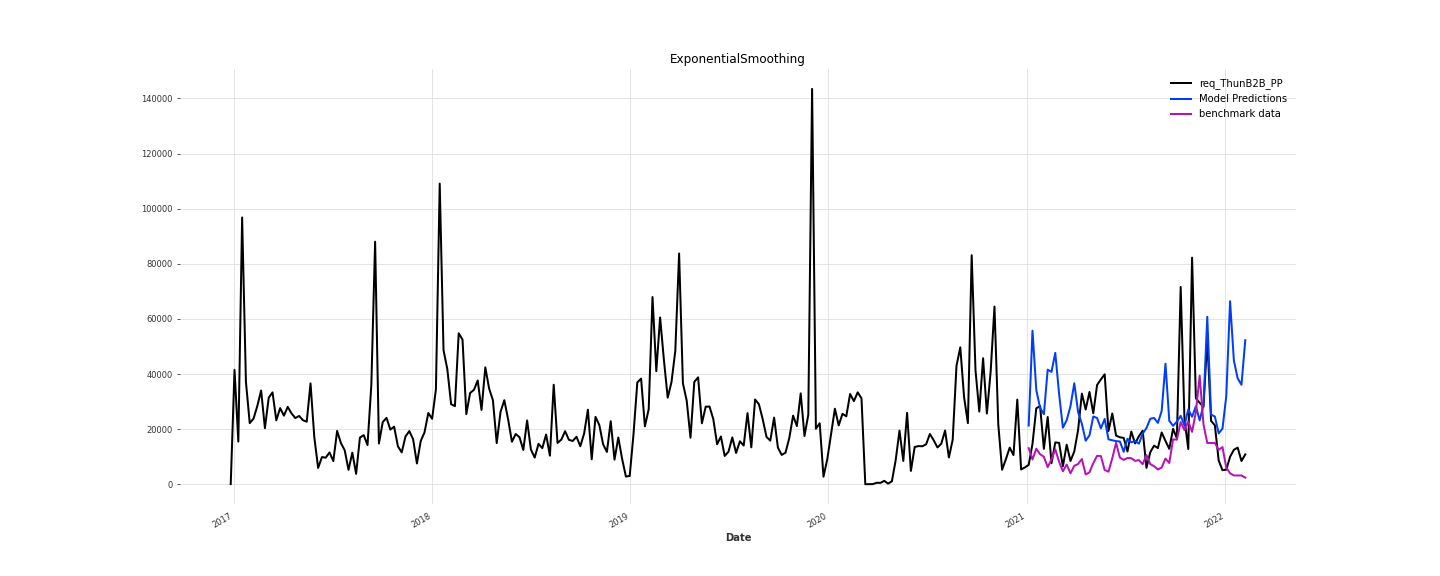 ExponentialSmoothing
req_ThunB2B_PP
Model Predictions
benchmark data
140000
120000
100000
80000
60000
40000
20000
0
2017
2018
2019
2020
2021
2022
Date